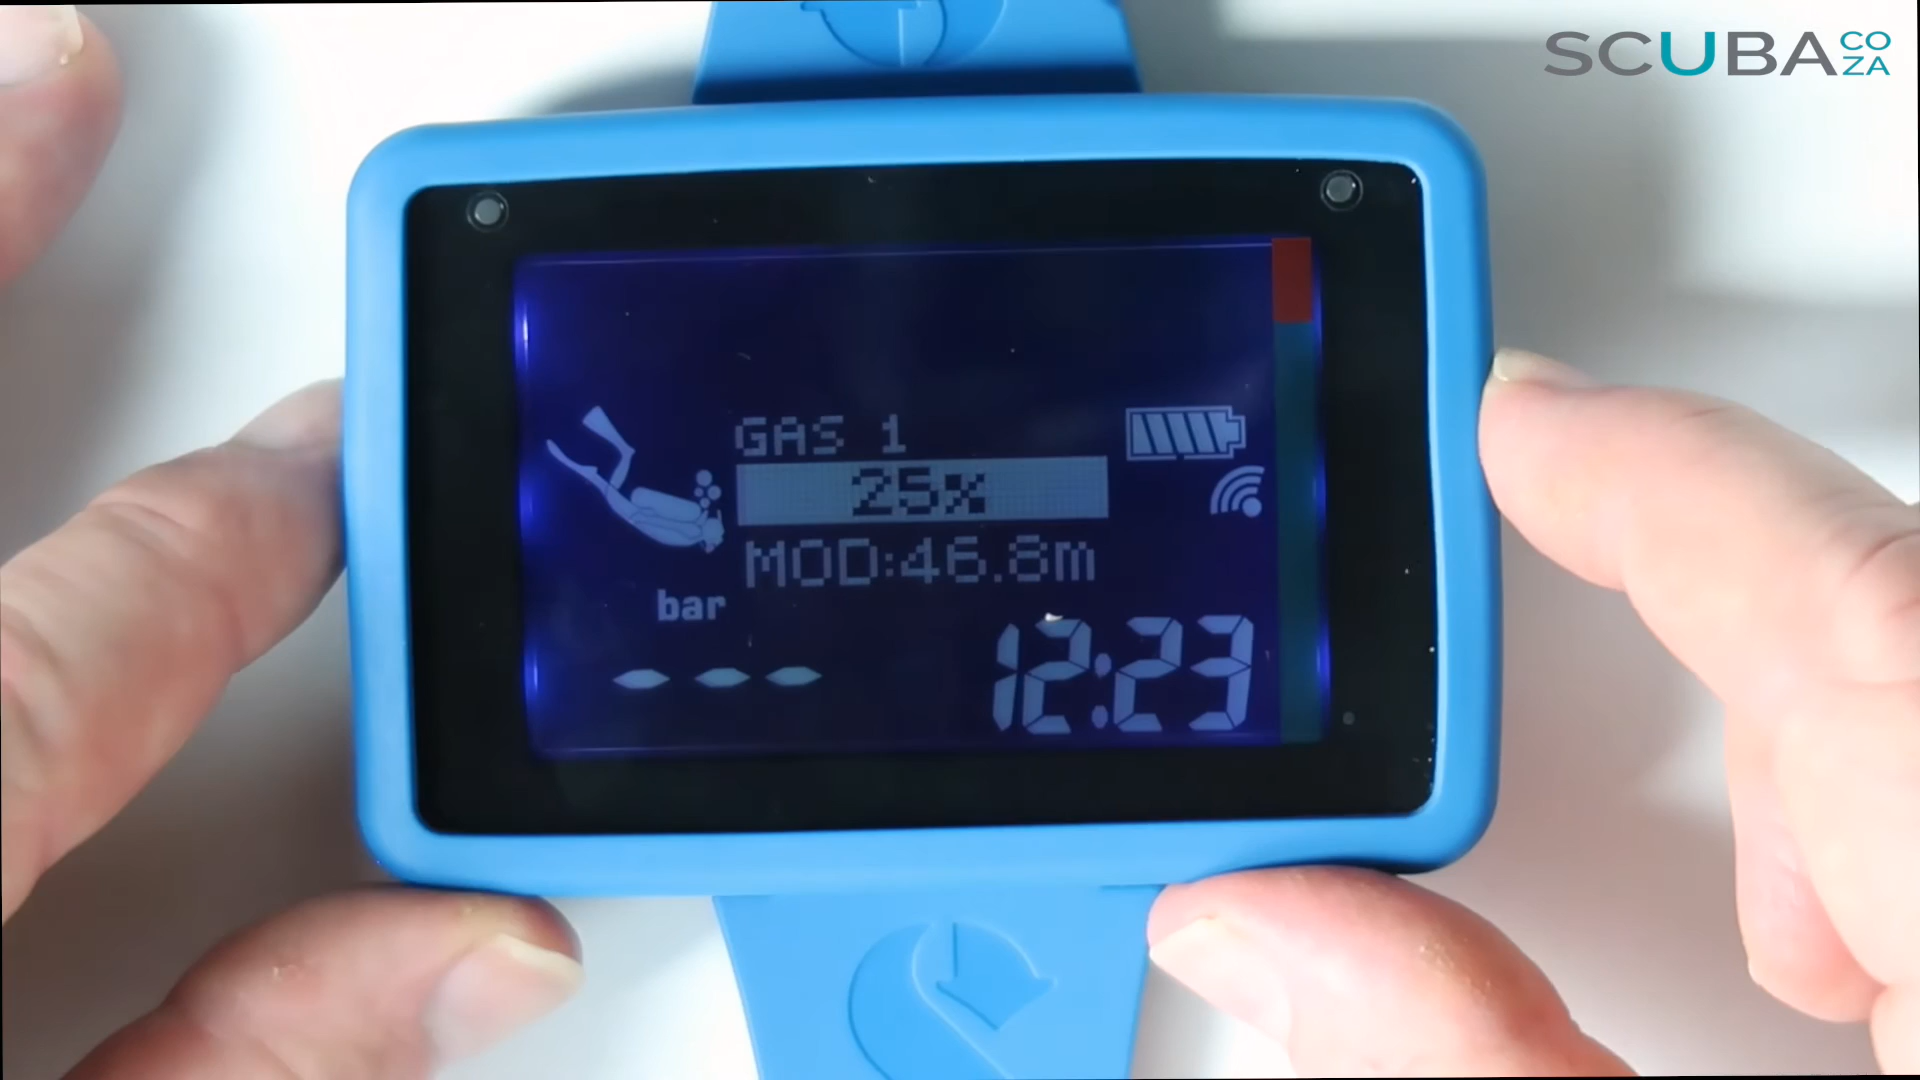 SCUBA CO ZA
GAS 1
25%
MOD:46.8m
bar
- - -
12:23